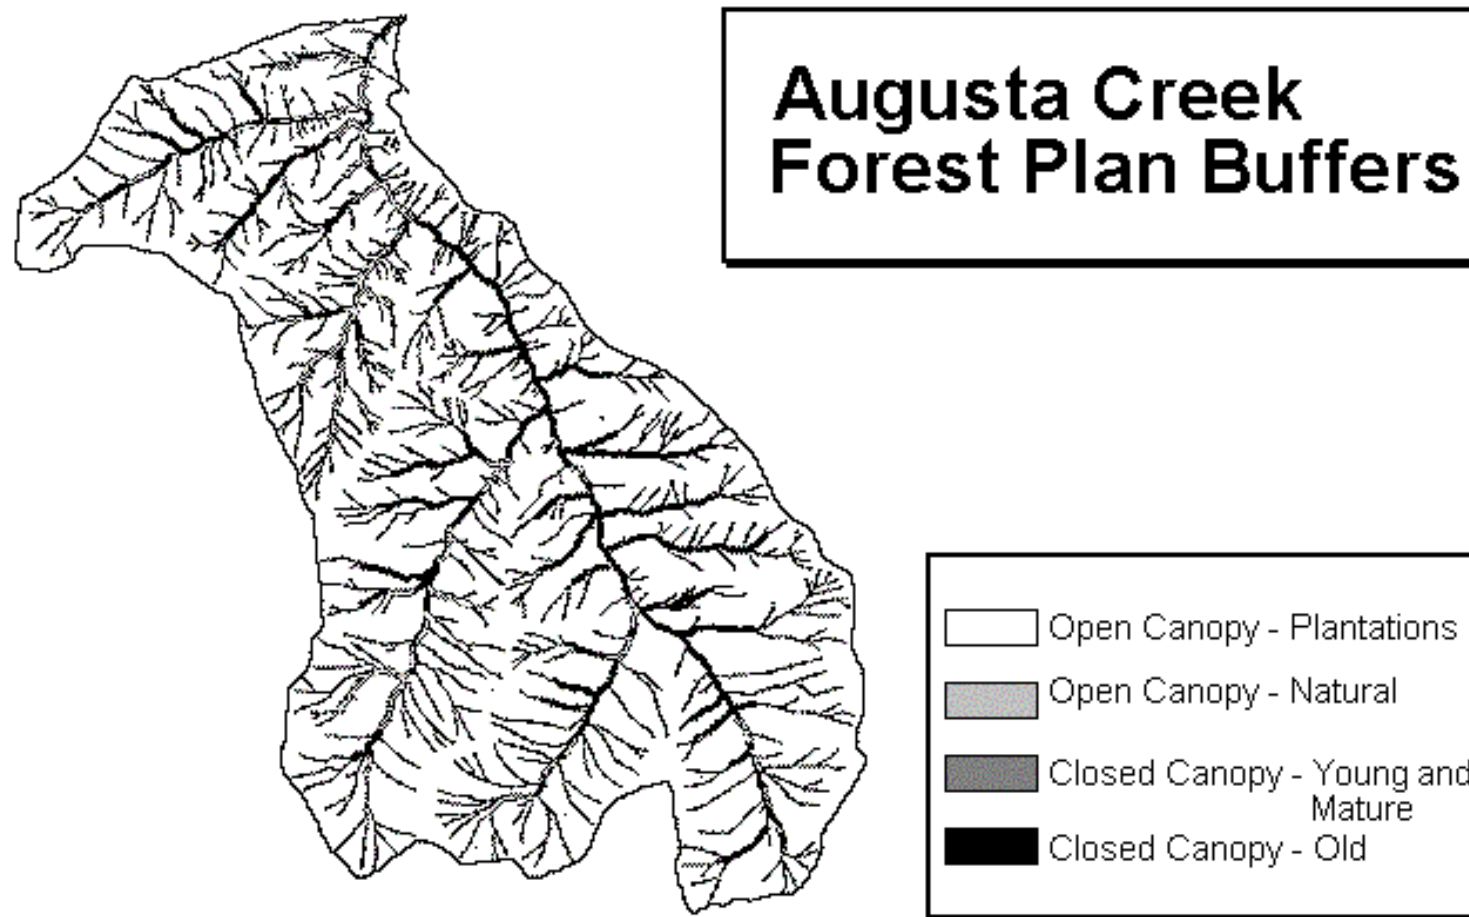 Augusta Creek
Forest Plan Buffers
Open Canopy - Plantations
Open Canopy - Natural
Closed Canopy - Young and
Mature
Closed Canopy - Old